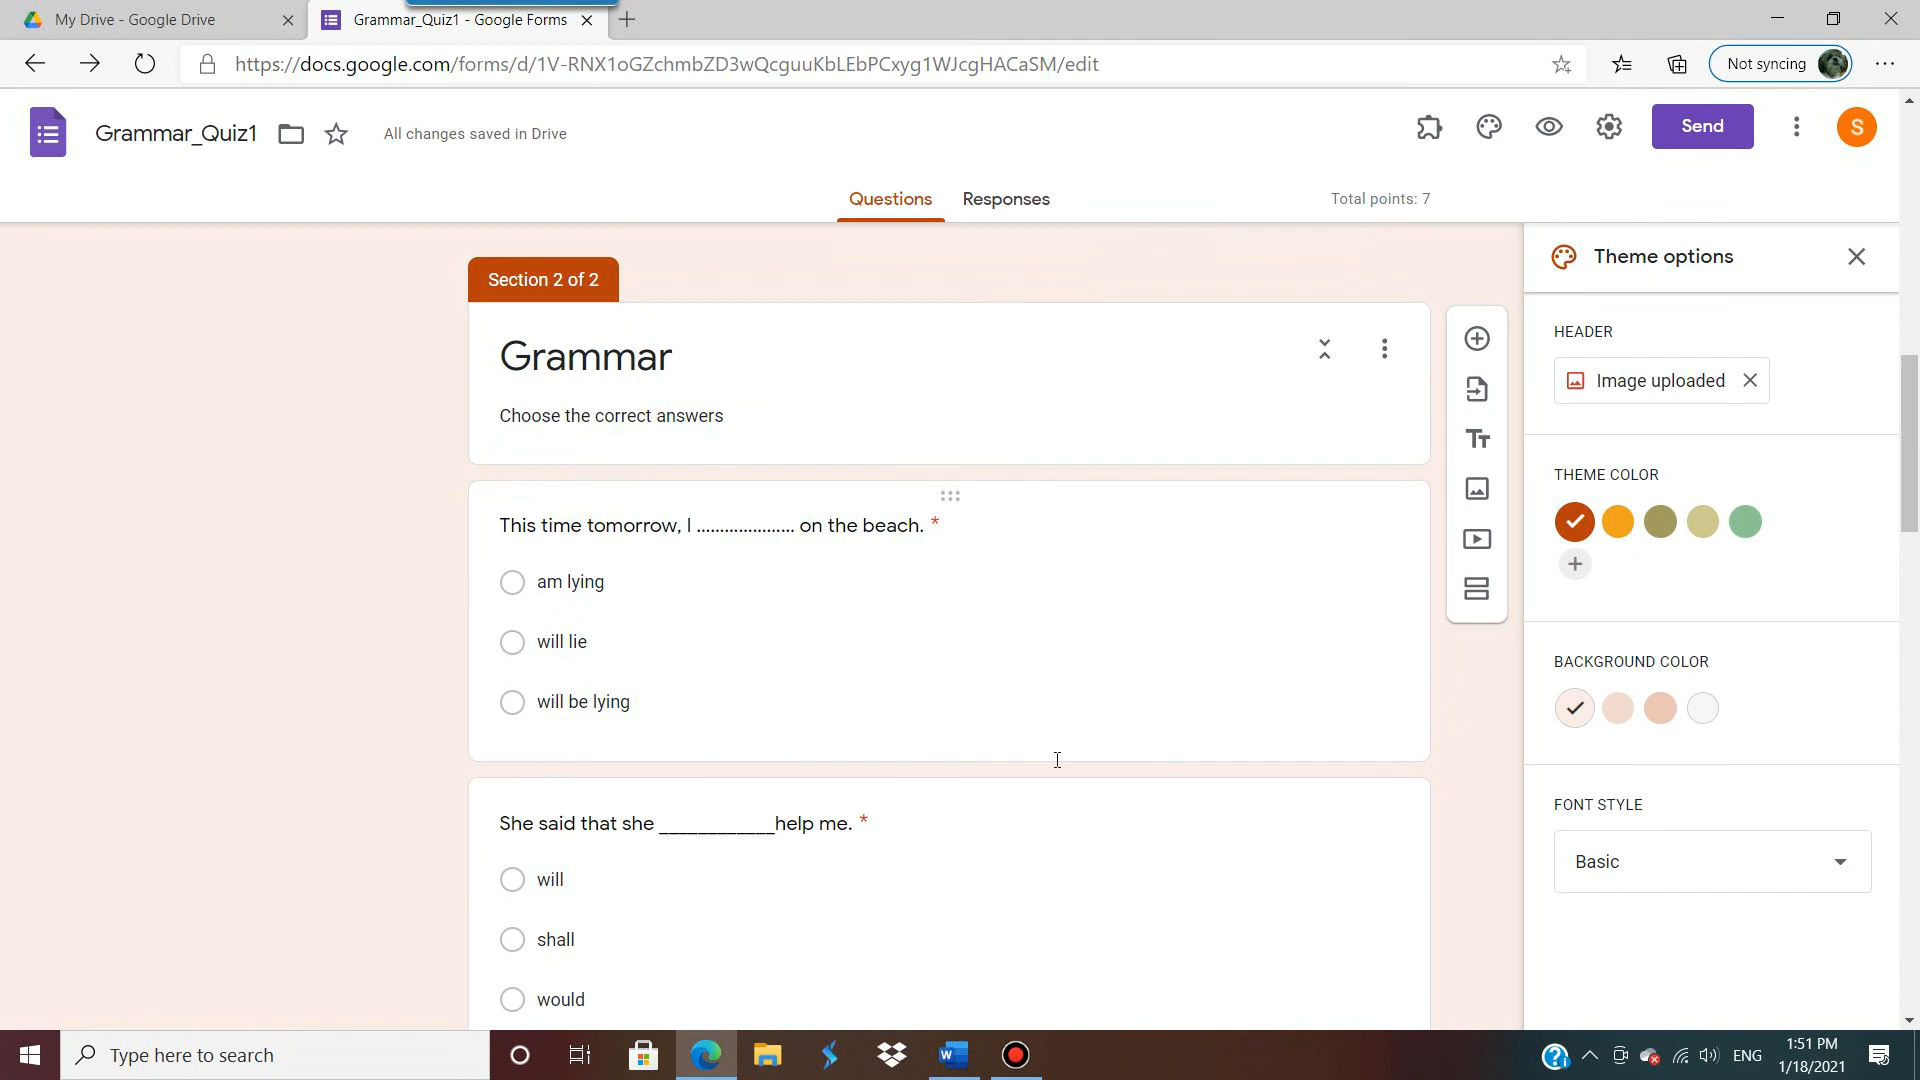 My Drive - Google Drive
Grammar_Quiz1 - Google Forms
https://docs.google.com/forms/d/1V-RNX1oGZchmbZD3wQcguuKbLEbPCxyg1WJcgHACaSM/edit
Not syncing
Grammar_Quiz1
All changes saved in Drive
Send
S
Questions
Responses
Total points: 7
Section 2 of 2
Grammar
Choose the correct answers
This time tomorrow, I ..................... on the beach. *
am lying
will lie
will be lying
She said that she ____________help me. *
will
shall
would
Tт
Theme options
HEADER
Image uploaded
THEME COLOR
BACKGROUND COLOR
FONT STYLE
Basic
Type here to search
W
ENG
1:51 PM
1/18/2021